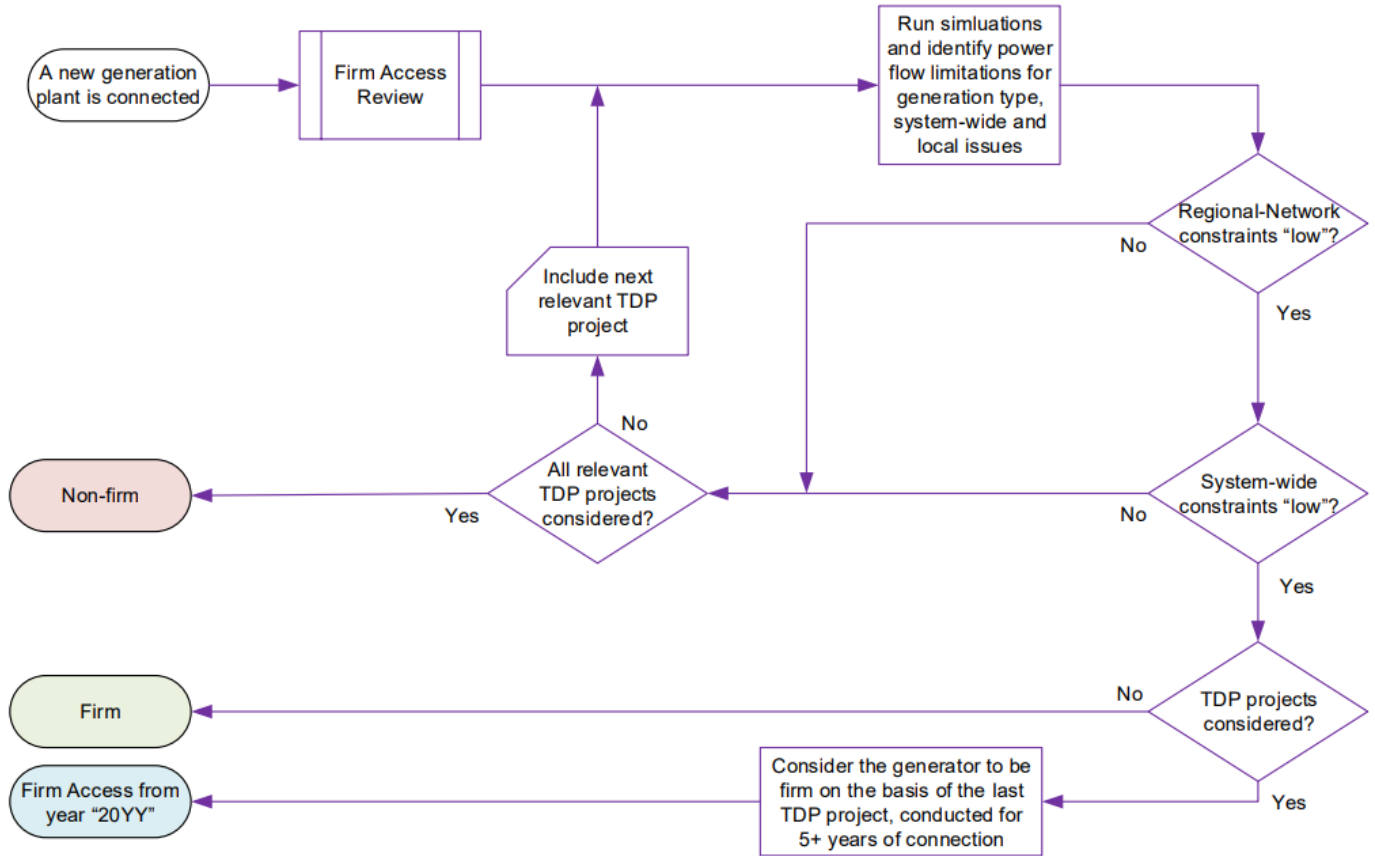 A new generation
plant is connected
Firm Access
Review
Run simluations
and identify power
flow limitations for
generation type,
system-wide and
local issues
Regional-Network
constraints “low”?
No
Yes
Include next
relevant TDP
project
No
All relevant
TDP projects
considered?
Yes
Non-firm
System-wide
constraints “low”?
No
Yes
TDP projects
considered?
No
Yes
Firm
Consider the generator to be
firm on the basis of the last
TDP project, conducted for
5+ years of connection
Firm Access from
year “20YY”